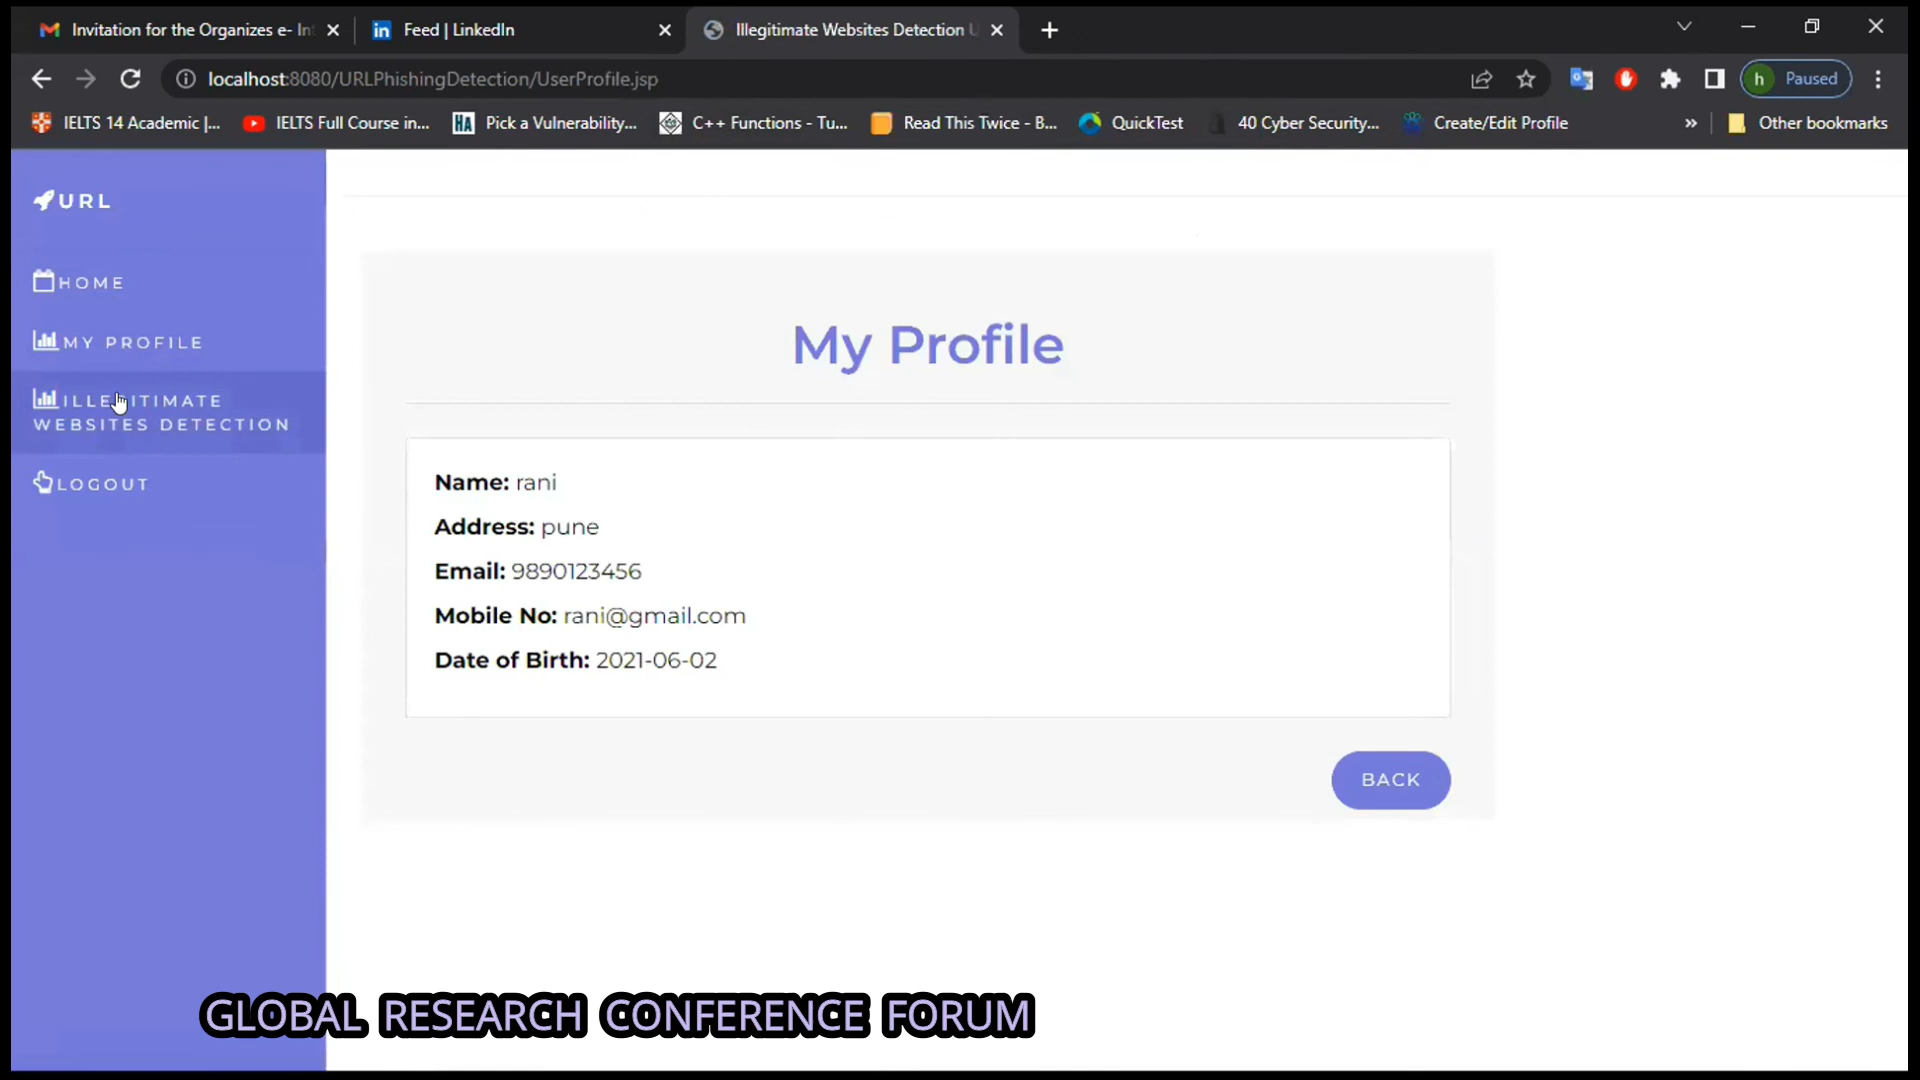 Invitation for the Organizes e- In
Feed | LinkedIn
Illegitimate Websites Detection U
localhost:8080/URLPhishingDetection/UserProfile.jsp
h Paused
IELTS 14 Academic |...
IELTS Full Course in...
HA Pick a Vulnerability...
C++ Functions - Tu...
Read This Twice - B...
QuickTest
40 Cyber Security...
Create/Edit Profile
»
Other bookmarks
URL
HOME
MY PROFILE
ILLEGITIMATE
WEBSITES DETECTION
LOGOUT
My Profile
Name: rani
Address: pune
Email: 9890123456
Mobile No: rani@gmail.com
Date of Birth: 2021-06-02
BACK
GLOBAL RESEARCH CONFERENCE FORUM